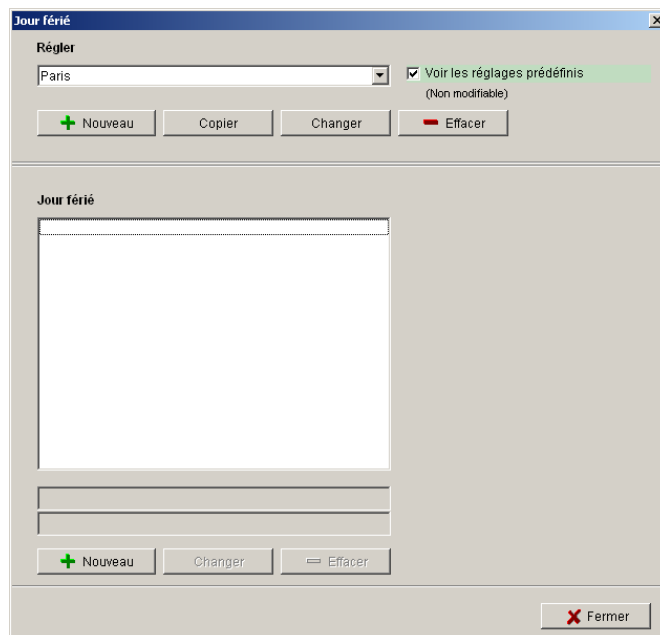 Jour férié
Régler
Paris
Voir les réglages prédéfinis
(Non modifiable)
Nouveau Copier Changer Effacer
Jour férié
Nouveau Changer Effacer
Fermer